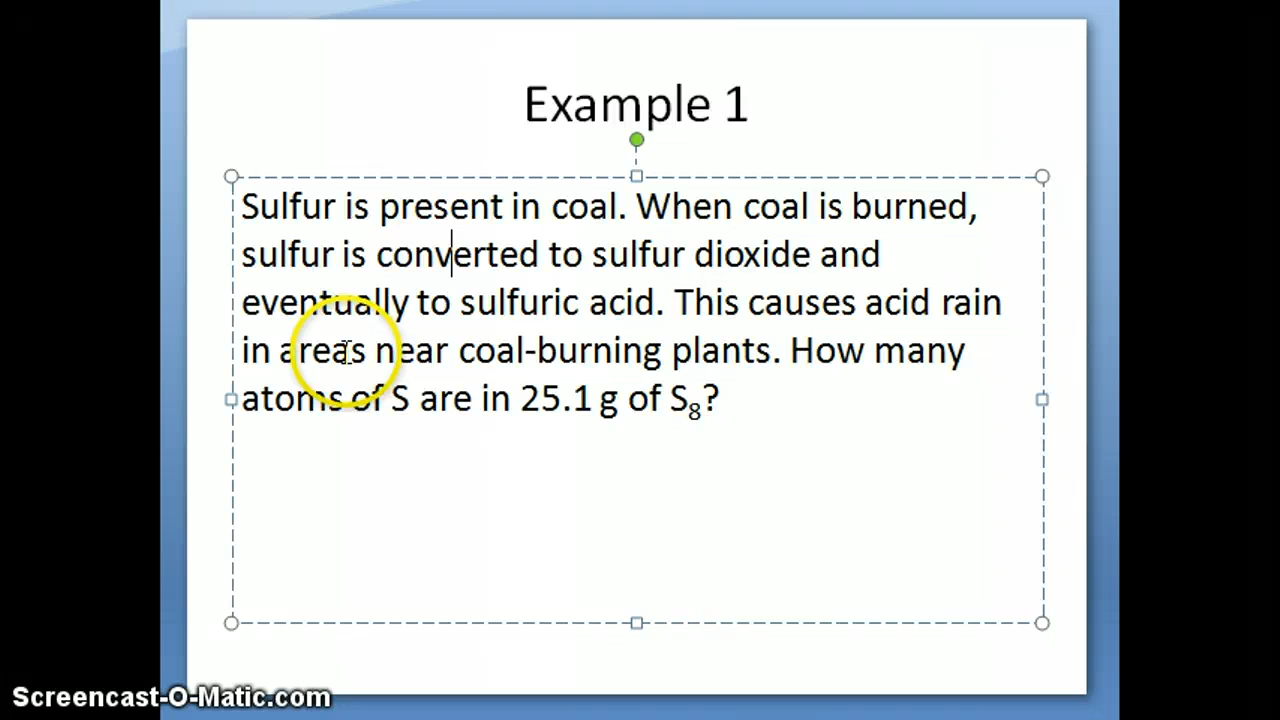 Example 1
Sulfur is present in coal. When coal is burned,
sulfur is converted to sulfur dioxide and
eventually to sulfuric acid. This causes acid rain
in areas near coal-burning plants. How many
atoms of S are in 25.1 g of S₈?
Screencast-O-Matic.com